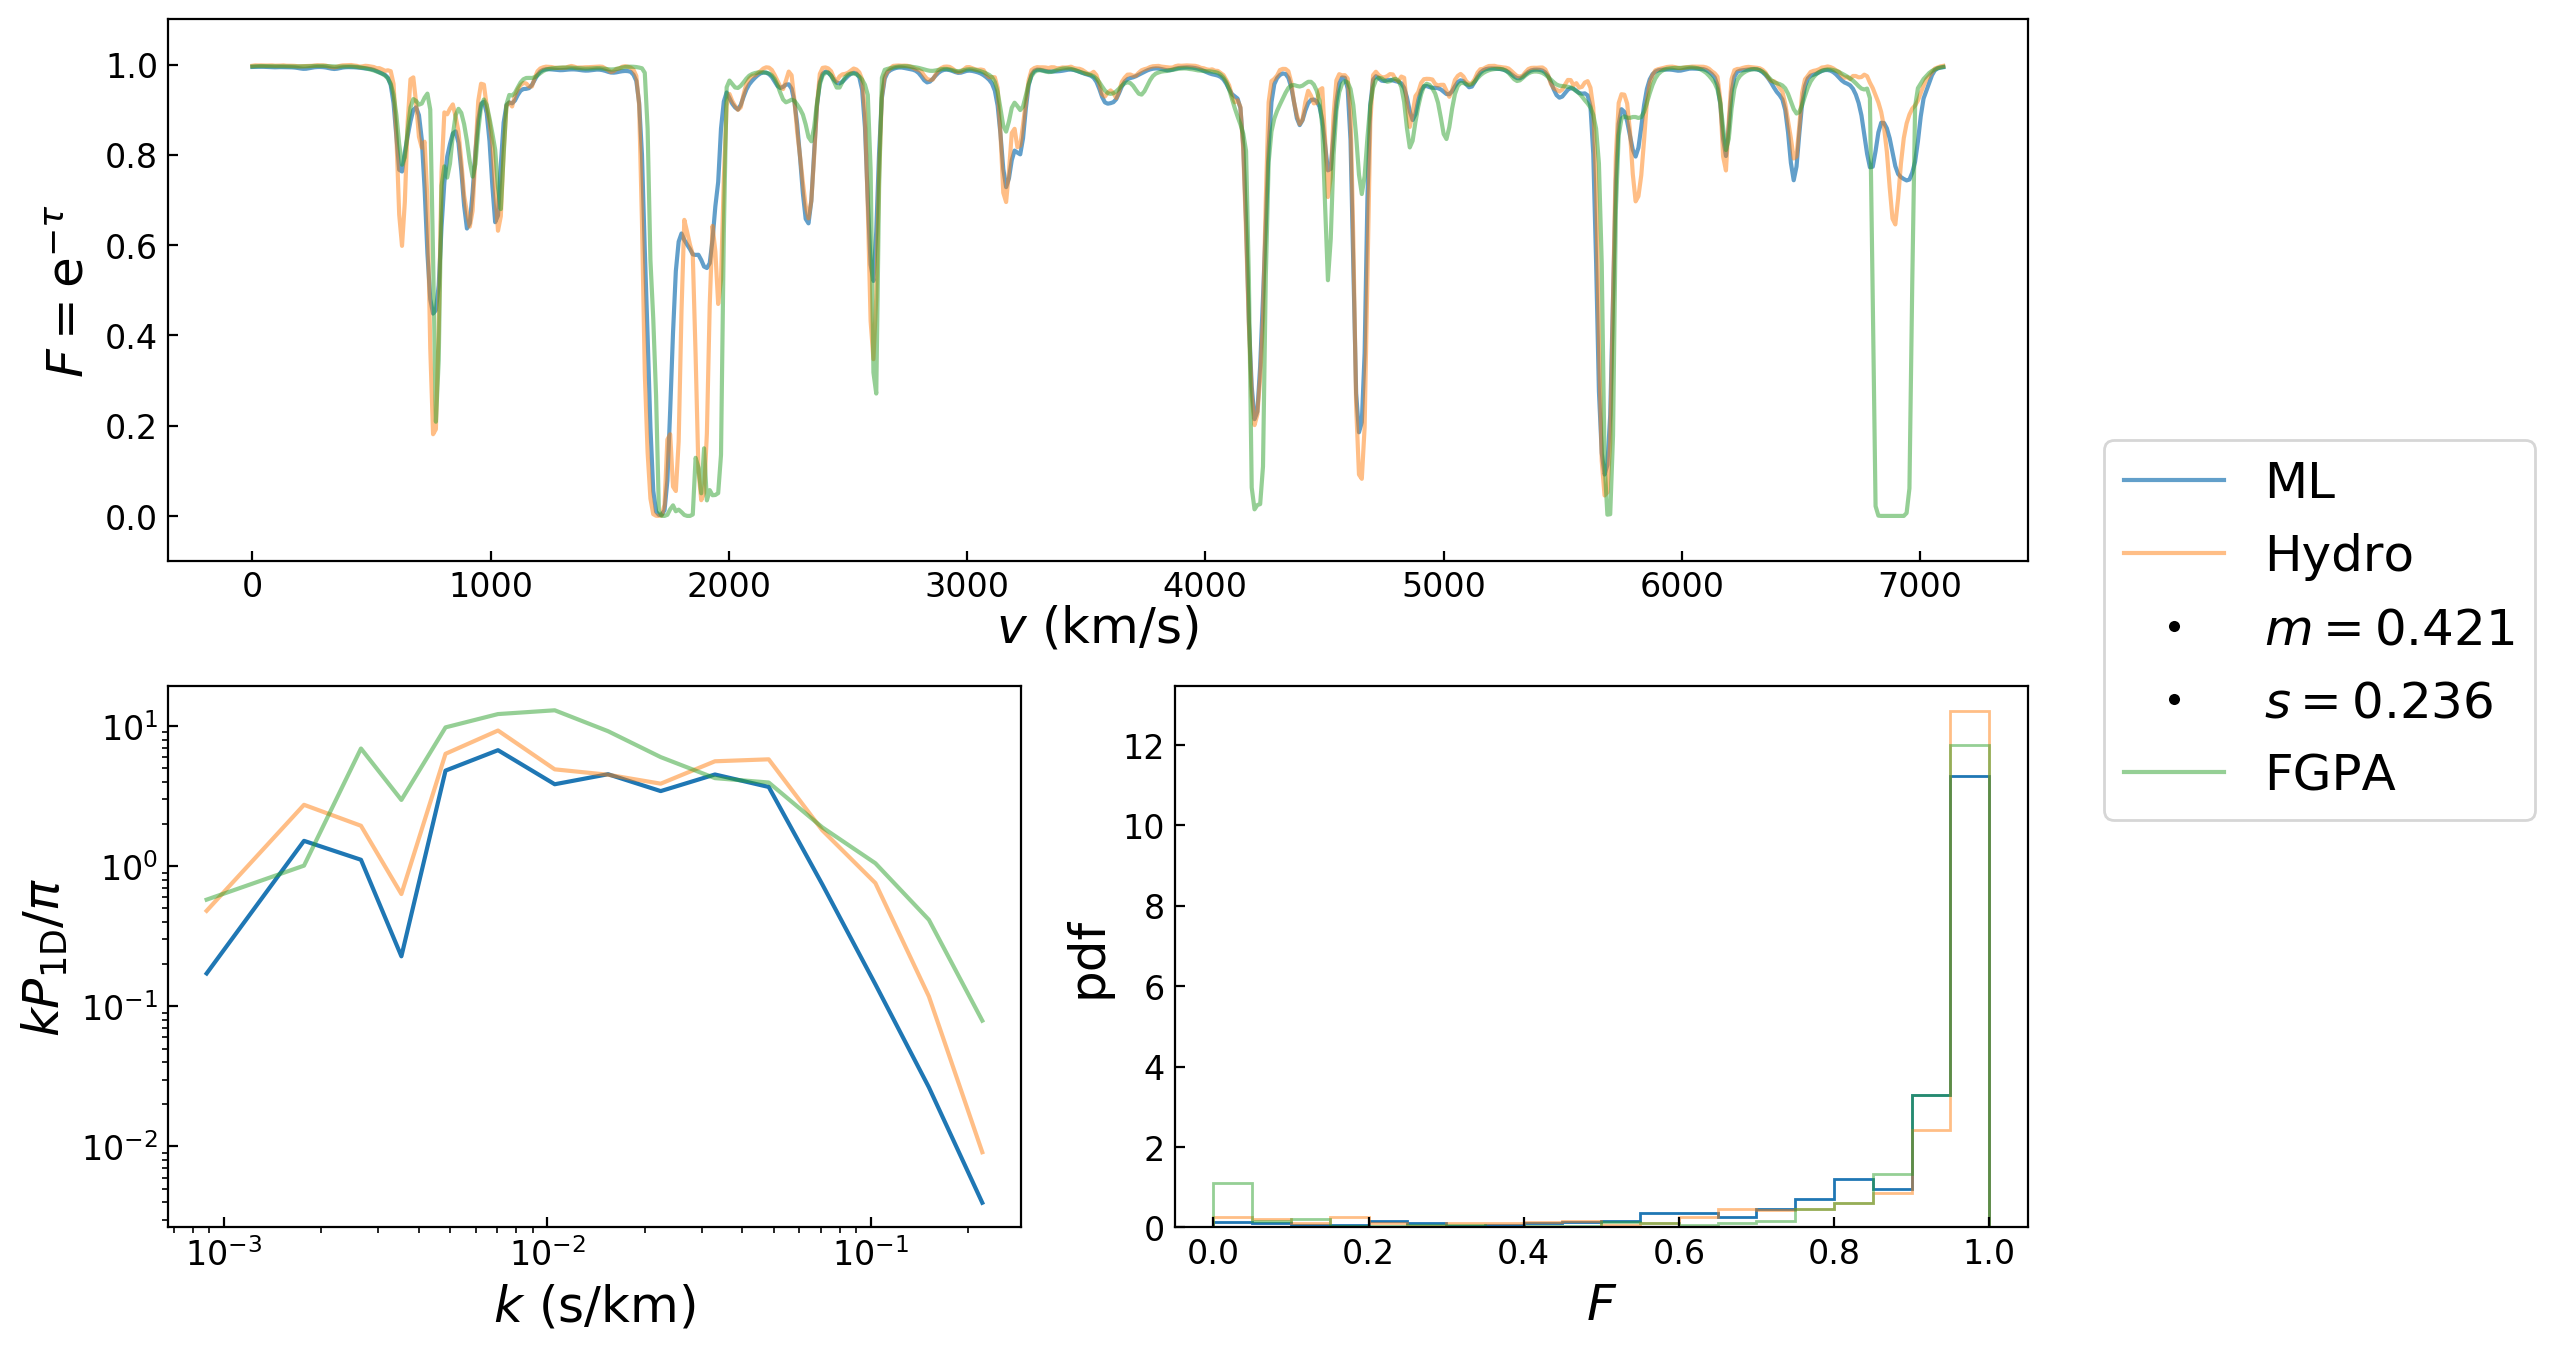 1.0
0.8
0.6
0.4
0.2
0.0
F = e^{-τ}
0 1000 2000 3000 4000 5000 6000 7000
v (km/s)
ML
Hydro
m = 0.421
s = 0.236
FGPA
10^1
10^0
10^{-1}
10^{-2}
kP_{1D}/π
10^{-3} 10^{-2} 10^{-1}
k (s/km)
12
10
8
6
4
2
0
pdf
0.0 0.2 0.4 0.6 0.8 1.0
F